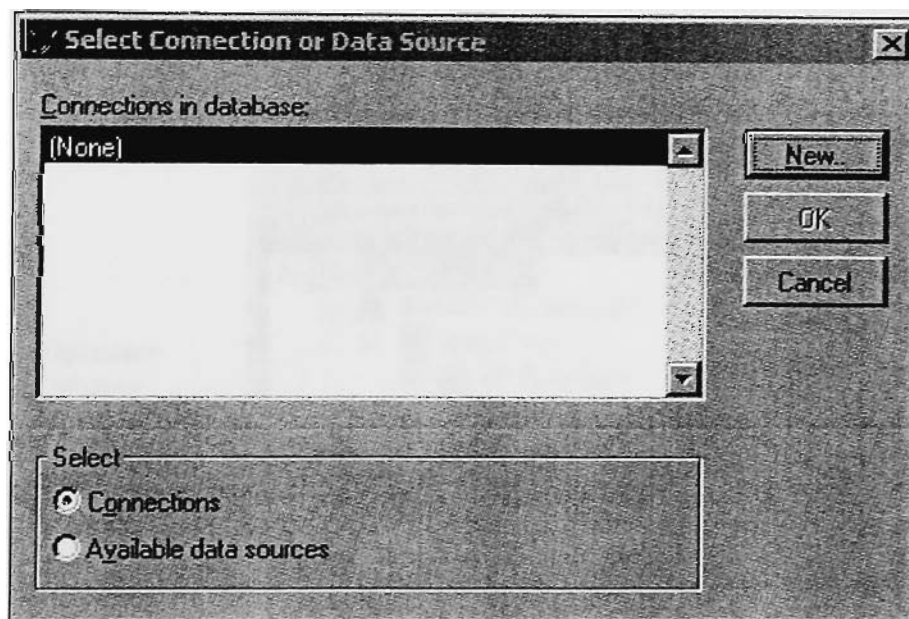 Select Connection or Data Source
Connections in database:
(None)
New..
OK
Cancel
Select
Connections
Available data sources